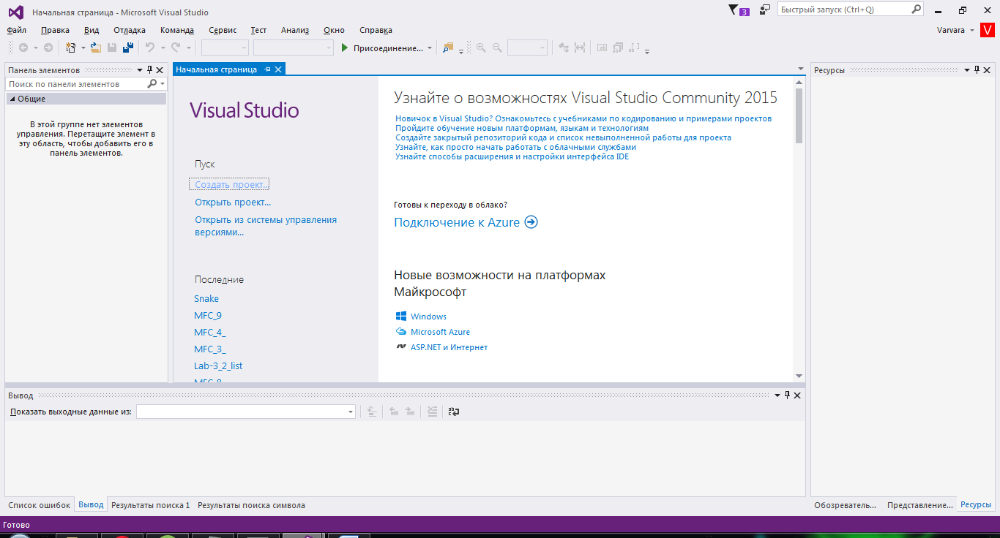 Начальная страница - Microsoft Visual Studio
3
Быстрый запуск (Ctrl+Q)
Файл Правка Вид Отладка Команда Сервис Тест Анализ Окно Справка
Varvara V
Присоединение...
Панель элементов
Поиск по панели элементов
Общие
В этой группе нет элементов
управления. Перетащите элемент в
эту область, чтобы добавить его в
панель элементов.
Начальная страница
Visual Studio
Пуск
Создать проект...
Открыть проект...
Открыть из системы управления
версиями...
Последние
Snake
MFC_9
MFC_4_
MFC_3_
Lab-3_2_list
MFC_8
Узнайте о возможностях Visual Studio Community 2015
Новичок в Visual Studio? Ознакомьтесь с учебниками по кодированию и примерами проектов
Пройдите обучение новым платформам, языкам и технологиям
Создайте закрытый репозиторий кода и список невыполненной работы для проекта
Узнайте, как просто начать работать с облачными службами
Узнайте способы расширения и настройки интерфейса IDE
Готовы к переходу в облако?
Подключение к Azure
Новые возможности на платформах
Майкрософт
Windows
Microsoft Azure
ASP.NET и Интернет
Ресурсы
Вывод
Показать выходные данные из:
Список ошибок Вывод Результаты поиска 1 Результаты поиска символа
Обозреватель... Представление... Ресурсы
Готово